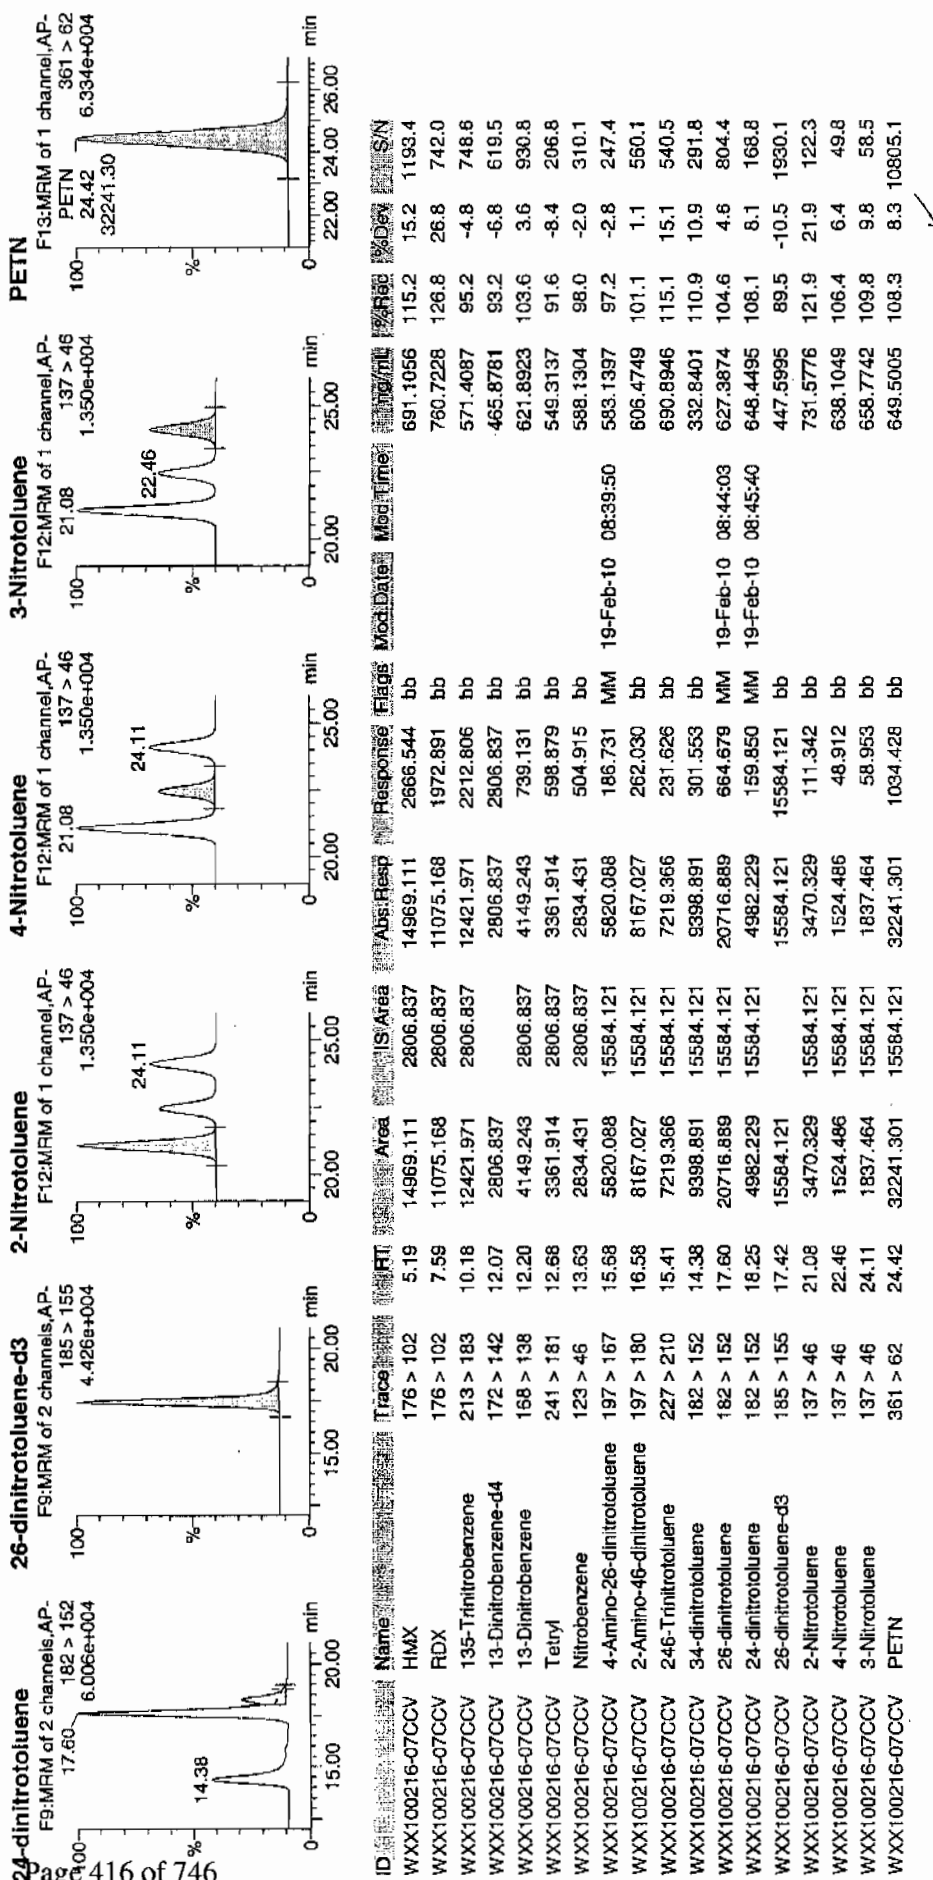 24-dinitrotoluene
F9:MRM of 2 channels,AP-
182 > 152
6.006e+004
17.60
14.38
100
%
0
15.00 20.00 min
26-dinitrotoluene-d3
F9:MRM of 2 channels,AP-
185 > 155
4.426e+004
100
%
0
15.00 20.00 min
2-Nitrotoluene
F12:MRM of 1 channel,AP-
137 > 46
1.350e+004
24.11
100
%
0
20.00 25.00 min
4-Nitrotoluene
F12:MRM of 1 channel,AP-
137 > 46
1.350e+004
21.08
24.11
100
%
0
20.00 25.00 min
3-Nitrotoluene
F12:MRM of 1 channel,AP-
137 > 46
1.350e+004
21.08
22.46
100
%
0
20.00 25.00 min
PETN
F13:MRM of 1 channel,AP-
361 > 62
6.334e+004
PETN
24.42
32241.30
100
%
0
22.00 24.00 26.00 min
ID Name Trace RT Area IS Area Abs.Resp Response Flags Mod.Date Mod.Time ng/mL %Rec %Dev S/N
WXX100216-07CCV HMX 176 > 102 5.19 14969.111 2806.837 14969.111 2666.544 bb 691.1056 115.2 15.2 1193.4
WXX100216-07CCV RDX 176 > 102 7.59 11075.168 2806.837 11075.168 1972.891 bb 760.7228 126.8 26.8 742.0
WXX100216-07CCV 135-Trinitrobenzene 213 > 183 10.18 12421.971 2806.837 12421.971 2212.806 bb 571.4087 95.2 -4.8 748.6
WXX100216-07CCV 13-Dinitrobenzene-d4 172 > 142 12.07 2806.837 2806.837 2806.837 bb 465.8781 93.2 -6.8 619.5
WXX100216-07CCV 13-Dinitrobenzene 168 > 138 12.20 4149.243 2806.837 4149.243 739.131 bb 621.8923 103.6 3.6 930.8
WXX100216-07CCV Tetryl 241 > 181 12.68 3361.914 2806.837 3361.914 598.879 bb 549.3137 91.6 -8.4 206.8
WXX100216-07CCV Nitrobenzene 123 > 46 13.63 2834.431 2806.837 2834.431 504.915 bb 588.1304 98.0 -2.0 310.1
WXX100216-07CCV 4-Amino-26-dinitrotoluene 197 > 167 15.68 5820.088 15584.121 5820.088 186.731 MM 19-Feb-10 08:39:50 583.1397 97.2 -2.8 247.4
WXX100216-07CCV 2-Amino-46-dinitrotoluene 197 > 180 16.58 8167.027 15584.121 8167.027 262.030 bb 606.4749 101.1 1.1 560.1
WXX100216-07CCV 246-Trinitrotoluene 227 > 210 15.41 7219.366 15584.121 7219.366 231.626 bb 690.8946 115.1 15.1 540.5
WXX100216-07CCV 34-dinitrotoluene 182 > 152 14.38 9398.891 15584.121 9398.891 301.553 bb 332.8401 110.9 10.9 291.8
WXX100216-07CCV 26-dinitrotoluene 182 > 152 17.60 20716.889 15584.121 20716.889 664.679 MM 19-Feb-10 08:44:03 627.3874 104.6 4.6 804.4
WXX100216-07CCV 24-dinitrotoluene 182 > 152 18.25 4982.229 15584.121 4982.229 159.850 MM 19-Feb-10 08:45:40 648.4495 108.1 8.1 168.8
WXX100216-07CCV 26-dinitrotoluene-d3 185 > 155 17.42 15584.121 15584.121 15584.121 bb 447.5995 89.5 -10.5 1930.1
WXX100216-07CCV 2-Nitrotoluene 137 > 46 21.08 3470.329 15584.121 3470.329 111.342 bb 731.5776 121.9 21.9 122.3
WXX100216-07CCV 4-Nitrotoluene 137 > 46 22.46 1524.486 15584.121 1524.486 48.912 bb 638.1049 106.4 6.4 49.8
WXX100216-07CCV 3-Nitrotoluene 137 > 46 24.11 1837.464 15584.121 1837.464 58.953 bb 658.7742 109.8 9.8 58.5
WXX100216-07CCV PETN 361 > 62 24.42 32241.301 15584.121 32241.301 1034.428 bb 649.5005 108.3 8.3 10805.1
Page 416 of 746